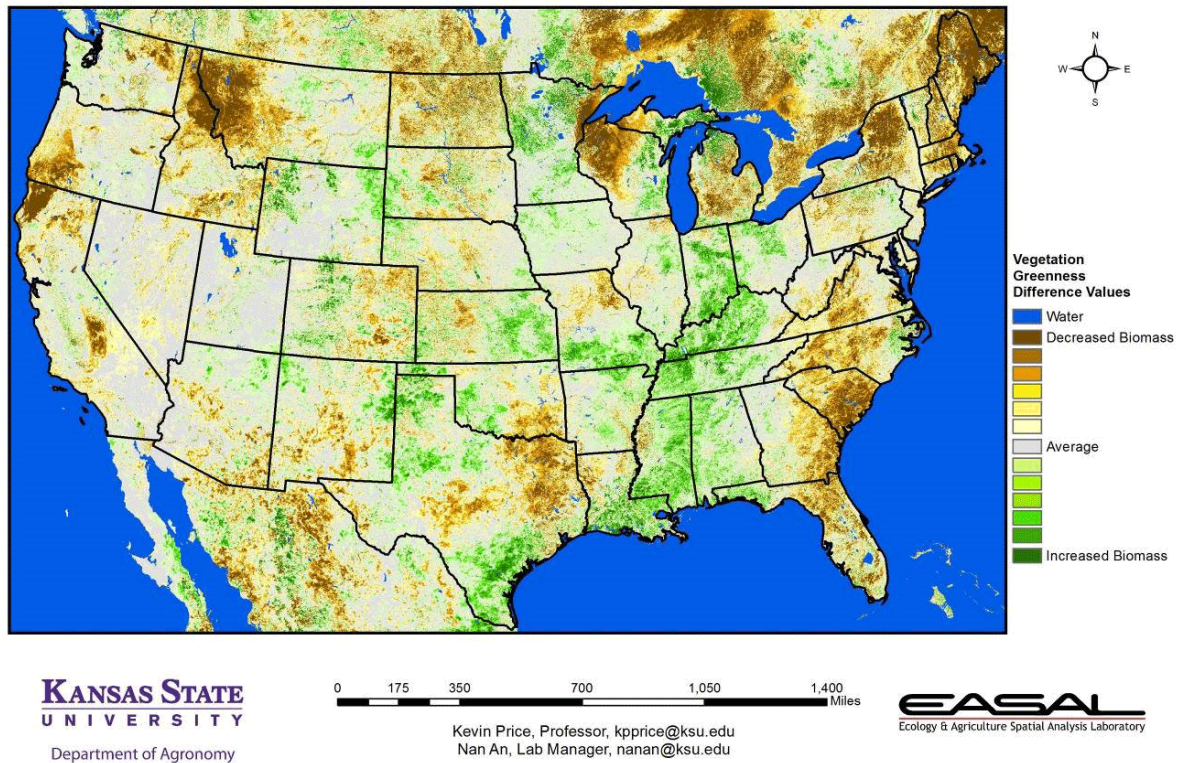 N
W
E
S
Vegetation
Greenness
Difference Values
Water
Decreased Biomass
Average
Increased Biomass
KANSAS STATE
UNIVERSITY
Department of Agronomy
0 175 350 700 1,050 1,400
Miles
Kevin Price, Professor, kpprice@ksu.edu
Nan An, Lab Manager, nanan@ksu.edu
EASAL
Ecology & Agriculture Spatial Analysis Laboratory